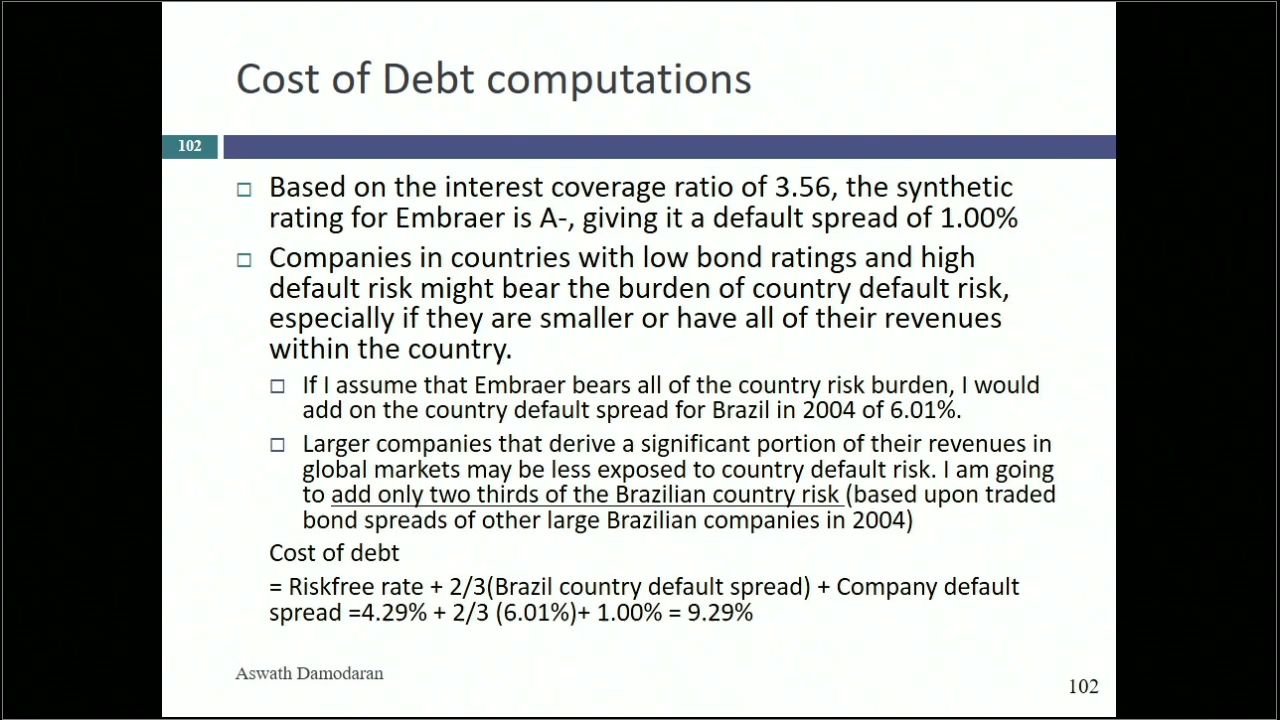 Cost of Debt computations
102
Based on the interest coverage ratio of 3.56, the synthetic
rating for Embraer is A-, giving it a default spread of 1.00%
Companies in countries with low bond ratings and high
default risk might bear the burden of country default risk,
especially if they are smaller or have all of their revenues
within the country.
If I assume that Embraer bears all of the country risk burden, I would
add on the country default spread for Brazil in 2004 of 6.01%.
Larger companies that derive a significant portion of their revenues in
global markets may be less exposed to country default risk. I am going
to add only two thirds of the Brazilian country risk (based upon traded
bond spreads of other large Brazilian companies in 2004)
Cost of debt
= Riskfree rate + 2/3(Brazil country default spread) + Company default
spread =4.29% + 2/3 (6.01%)+ 1.00% = 9.29%
Aswath Damodaran
102